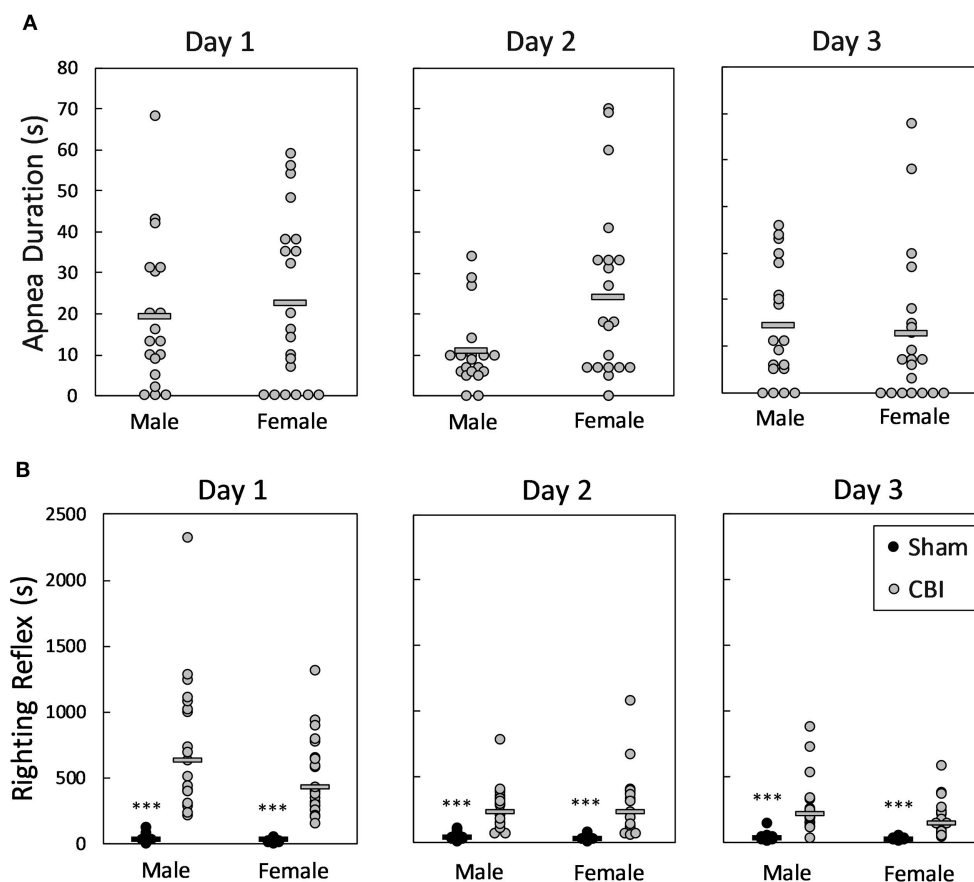 A
Day 1
Day 2
Day 3
Apnea Duration (s)
80
70
60
50
40
30
20
10
0
Male
Female
Male
Female
Male
Female
B
Day 1
Day 2
Day 3
Righting Reflex (s)
2500
2000
1500
1000
500
0
Sham
CBI
***
***
***
***
***
***
Male
Female
Male
Female
Male
Female